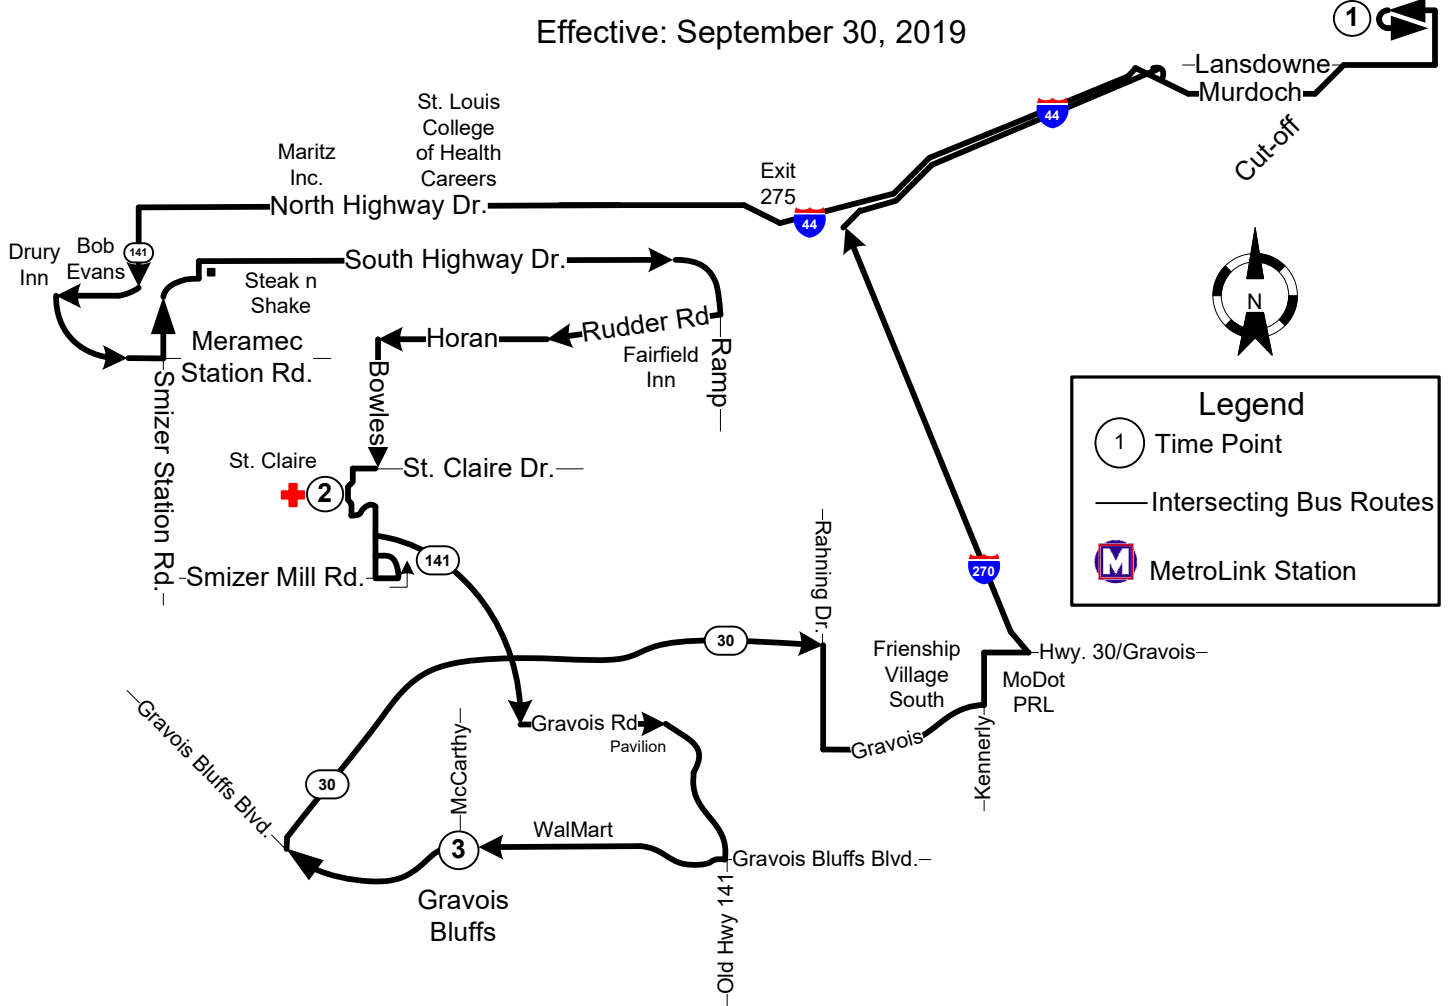 Effective: September 30, 2019
1
Lansdowne
Murdoch
Cut-off
44
St. Louis
College
of Health
Careers
Maritz
Inc.
North Highway Dr.
Exit
275
44
Drury
Inn
Bob
Evans
141
South Highway Dr.
Steak n
Shake
Meramec
Station Rd.
Smizer Station Rd.
Horan
Rudder Rd
Fairfield
Inn
Ramp
Bowles
St. Claire
2
St. Claire Dr.
141
Smizer Mill Rd.
N
Legend
1
Time Point
Intersecting Bus Routes
M
MetroLink Station
270
Rahning Dr.
30
Frienship
Village
South
Hwy. 30/Gravois
MoDot
PRL
Gravois
Kennerly
Gravois Bluffs Blvd.
30
McCarthy
Gravois Rd
Pavilion
WalMart
3
Gravois
Bluffs
Gravois Bluffs Blvd.
Old Hwy 141